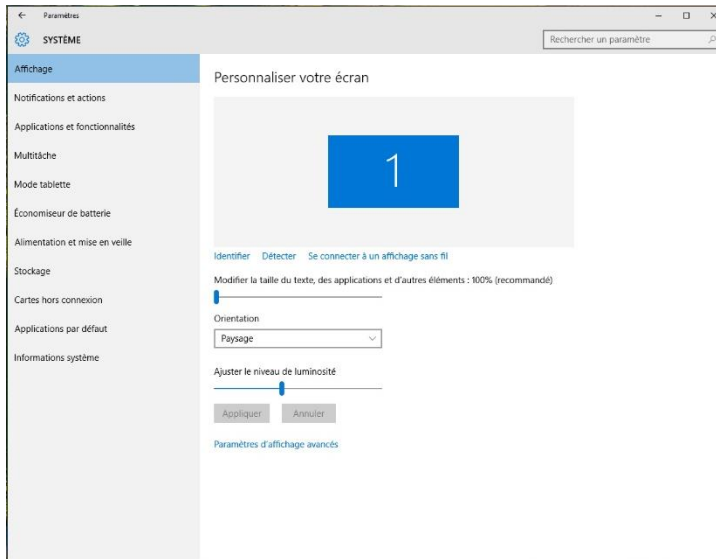 Paramètres
SYSTÈME
Rechercher un paramètre
Affichage
Notifications et actions
Applications et fonctionnalités
Multitâche
Mode tablette
Économiseur de batterie
Alimentation et mise en veille
Stockage
Cartes hors connexion
Applications par défaut
Informations système
Personnaliser votre écran
1
Identifier Détecter Se connecter à un affichage sans fil
Modifier la taille du texte, des applications et d'autres éléments : 100% (recommandé)
Orientation
Paysage
Ajuster le niveau de luminosité
Appliquer Annuler
Paramètres d'affichage avancés